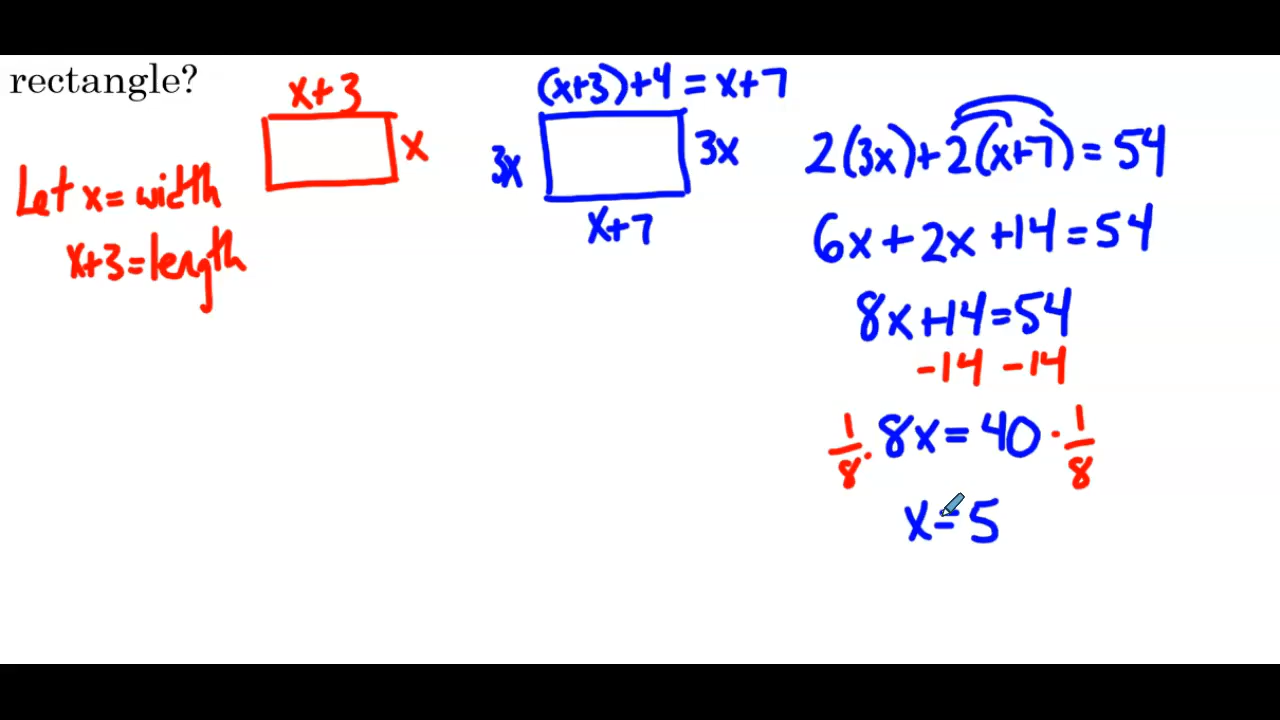 rectangle?
x+3
x
Let x= width
x+3=length
(x+3)+4 = x+7
3x
3x
x+7
2(3x)+2(x+7)=54
6x+2x+14=54
8x+14=54
-14 -14
1/8 · 8x = 40 · 1/8
x=5